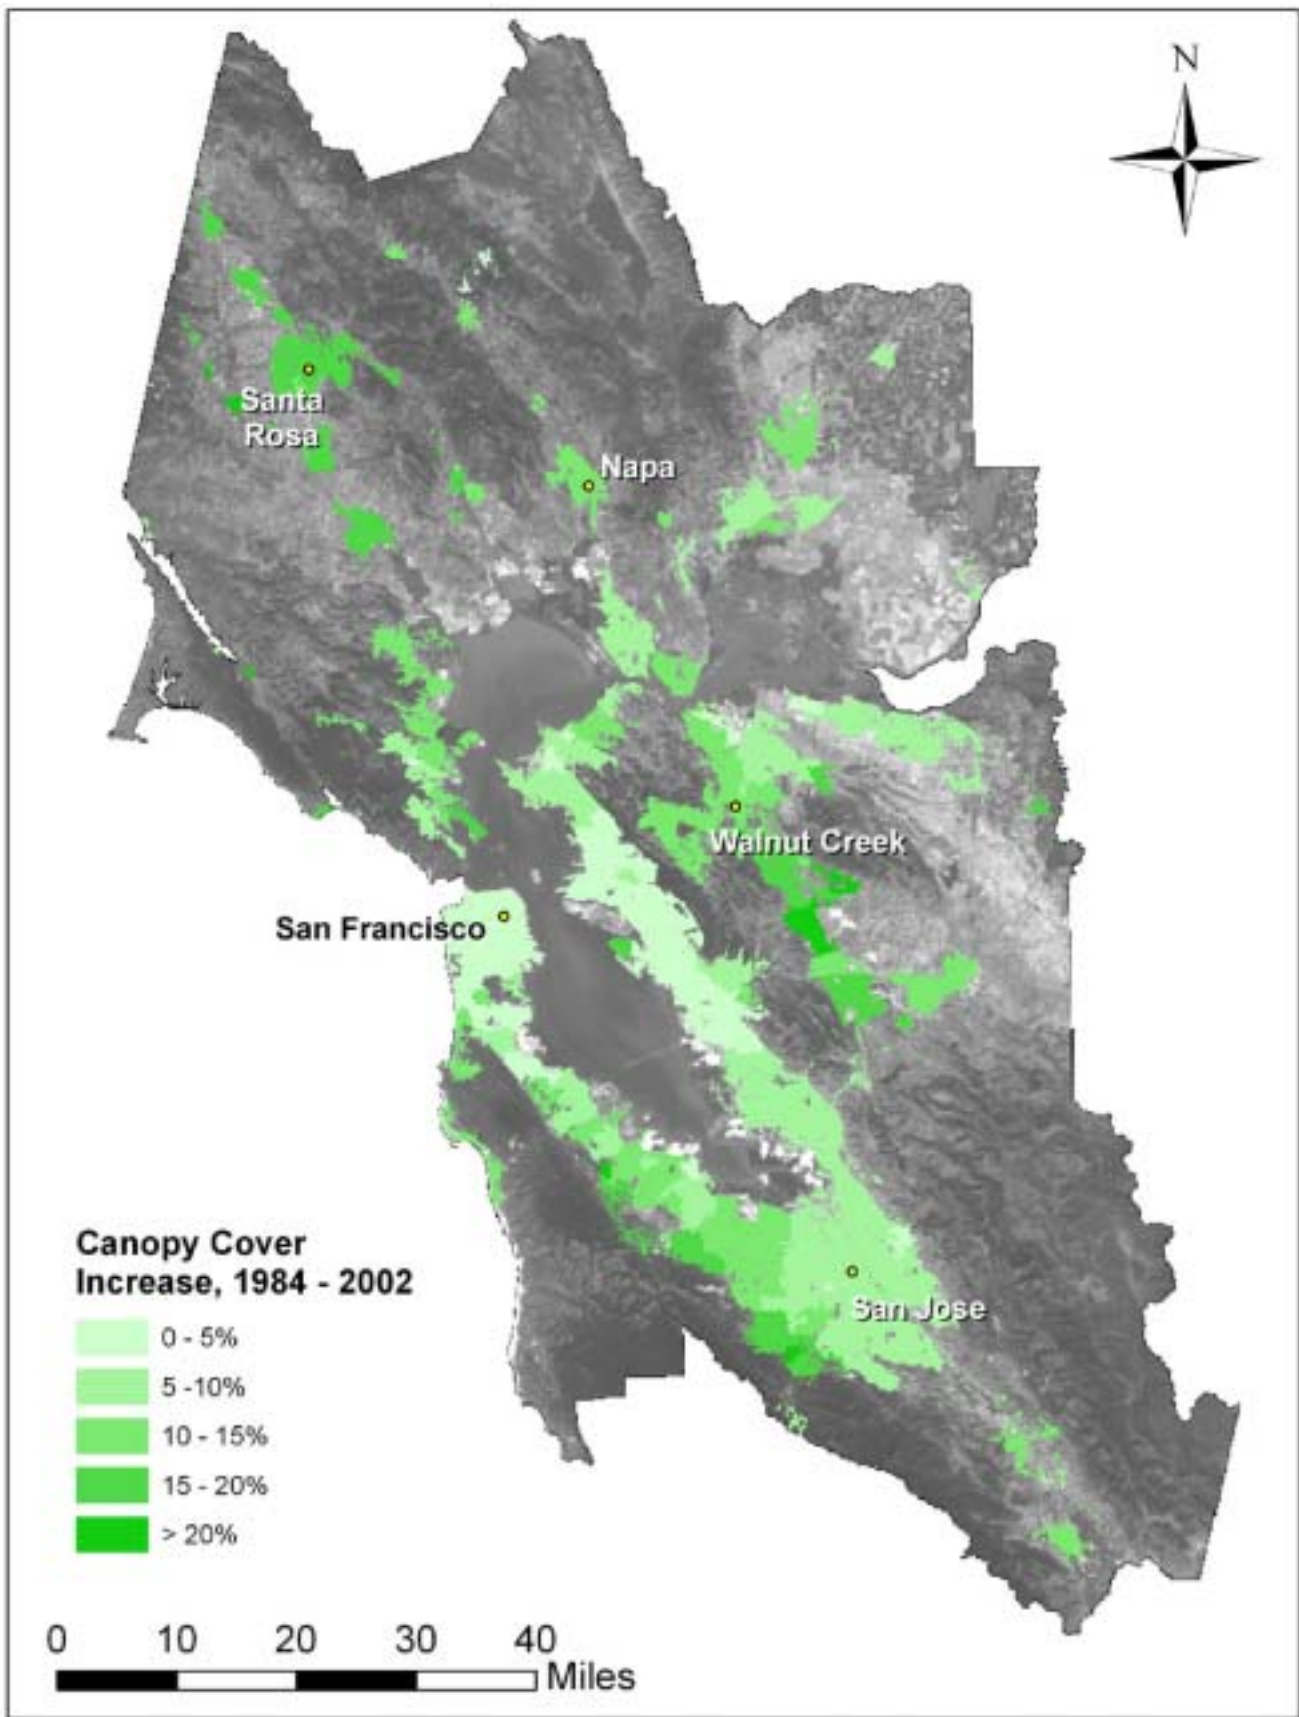 N
Santa
Rosa
Napa
Walnut Creek
San Francisco
San Jose
Canopy Cover
Increase, 1984 - 2002
0 - 5%
5 -10%
10 - 15%
15 - 20%
> 20%
0 10 20 30 40
Miles